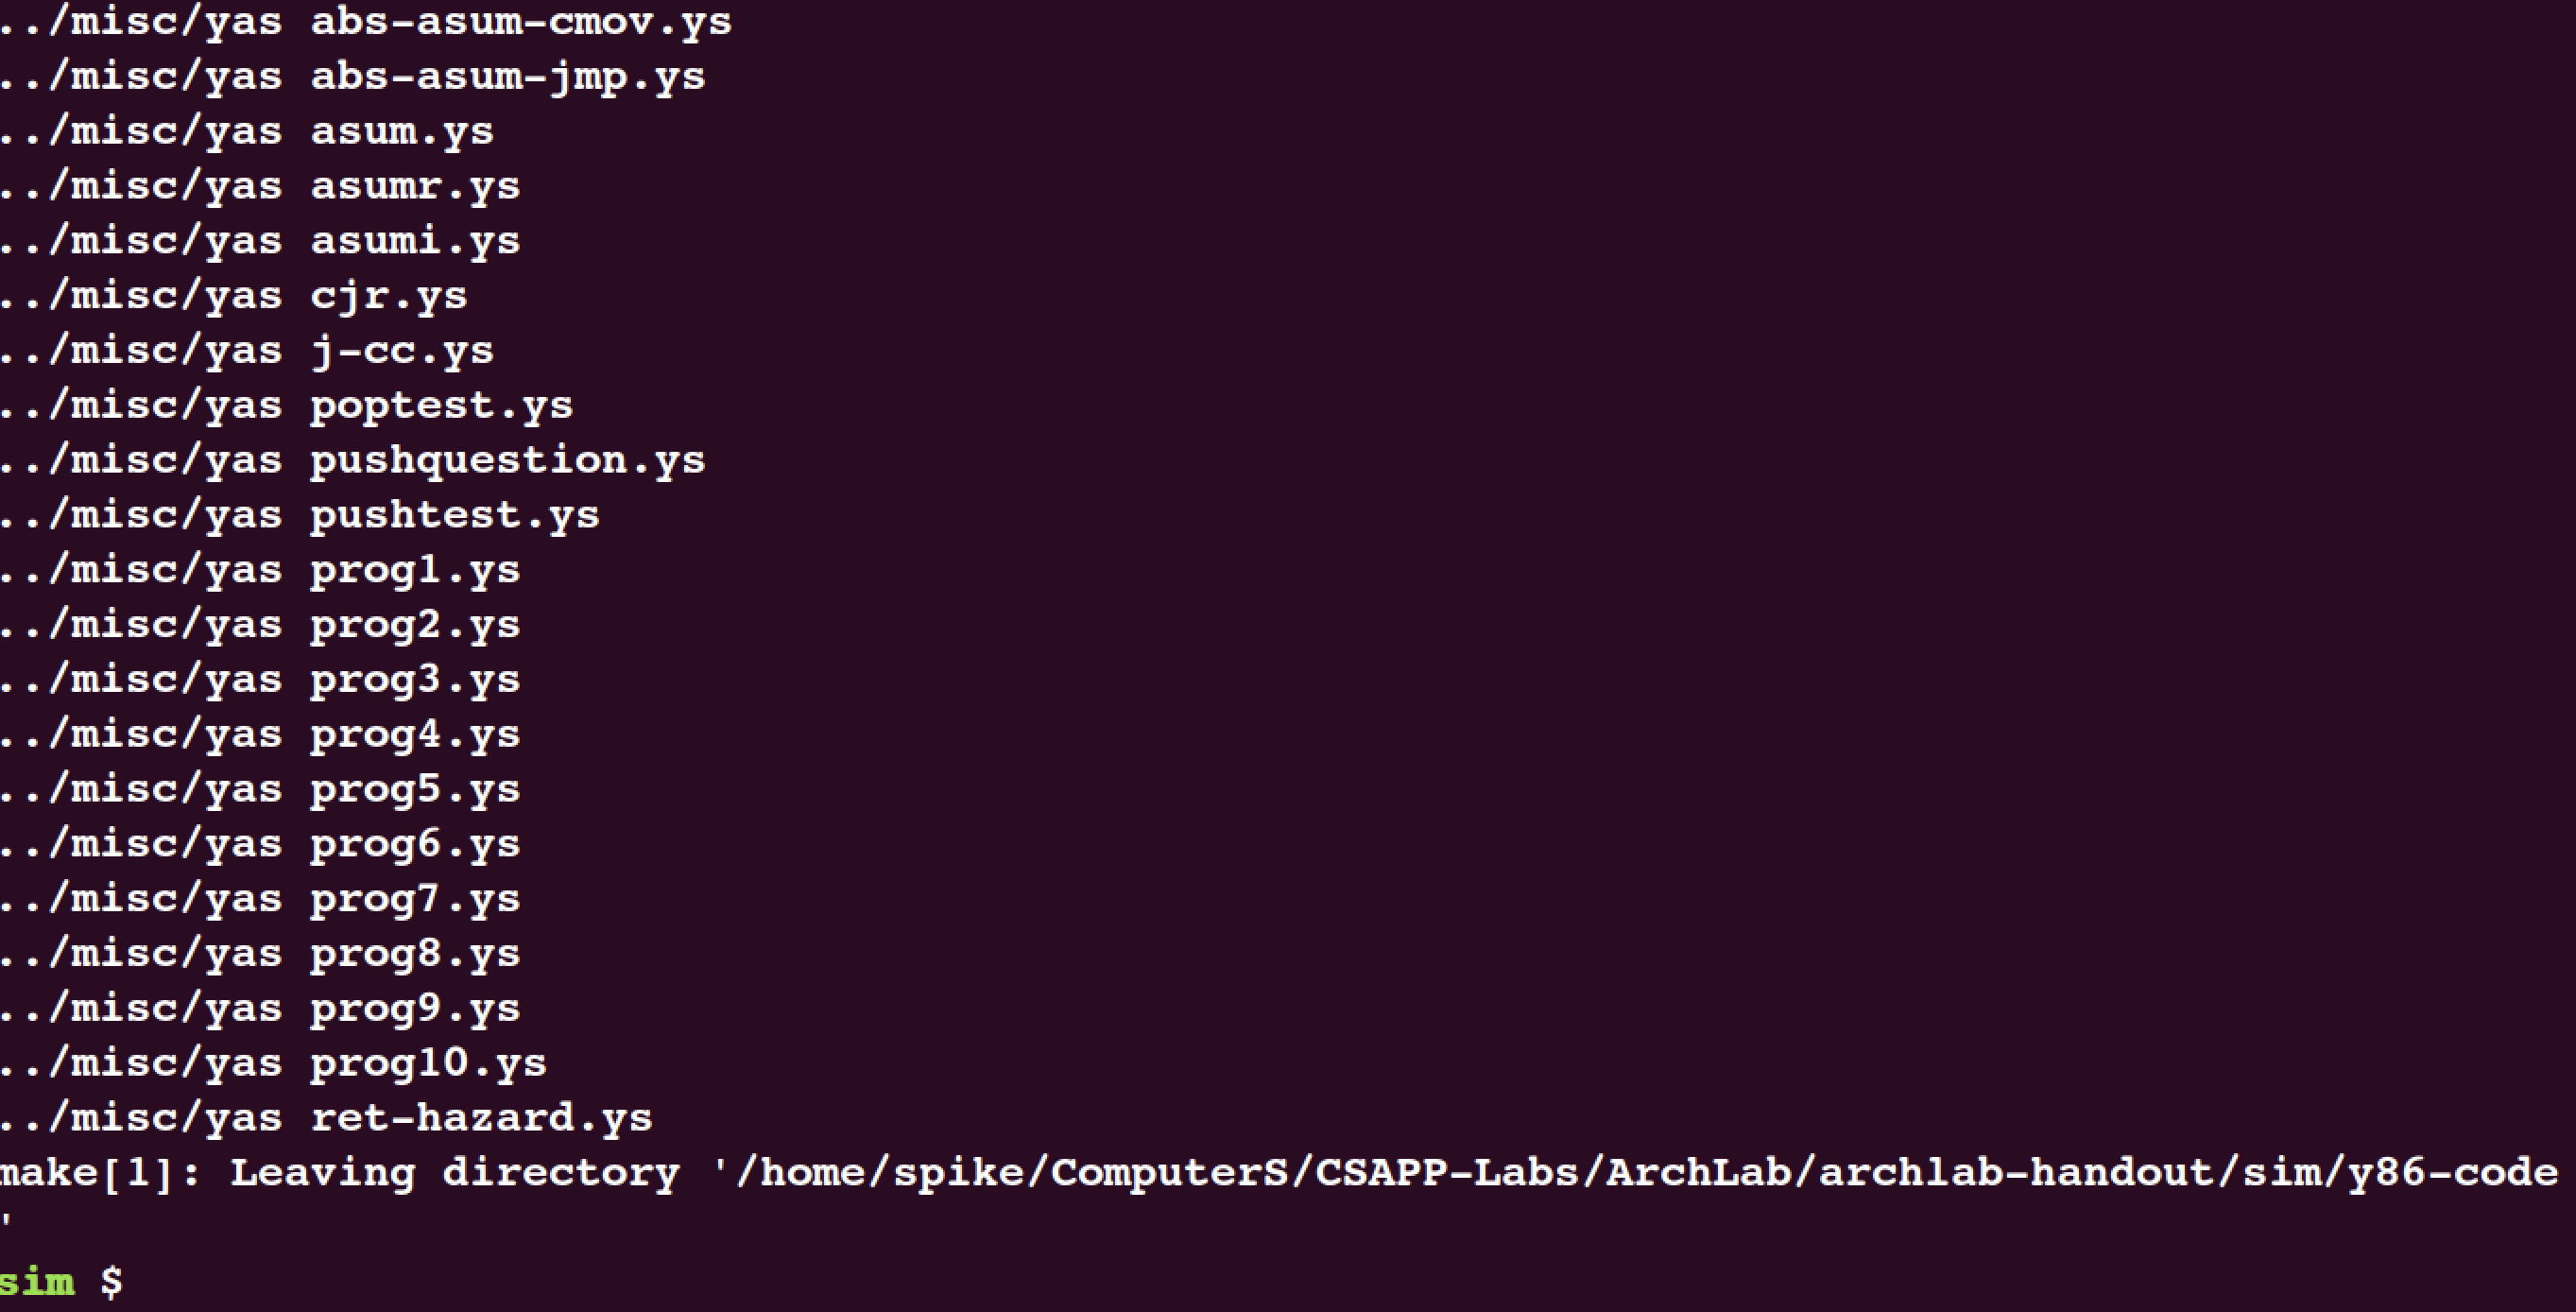 ../misc/yas abs-asum-cmov.ys
../misc/yas abs-asum-jmp.ys
../misc/yas asum.ys
../misc/yas asumr.ys
../misc/yas asumi.ys
../misc/yas cjr.ys
../misc/yas j-cc.ys
../misc/yas poptest.ys
../misc/yas pushquestion.ys
../misc/yas pushtest.ys
../misc/yas prog1.ys
../misc/yas prog2.ys
../misc/yas prog3.ys
../misc/yas prog4.ys
../misc/yas prog5.ys
../misc/yas prog6.ys
../misc/yas prog7.ys
../misc/yas prog8.ys
../misc/yas prog9.ys
../misc/yas prog10.ys
../misc/yas ret-hazard.ys
make[1]: Leaving directory '/home/spike/ComputerS/CSAPP-Labs/ArchLab/archlab-handout/sim/y86-code
'
sim $